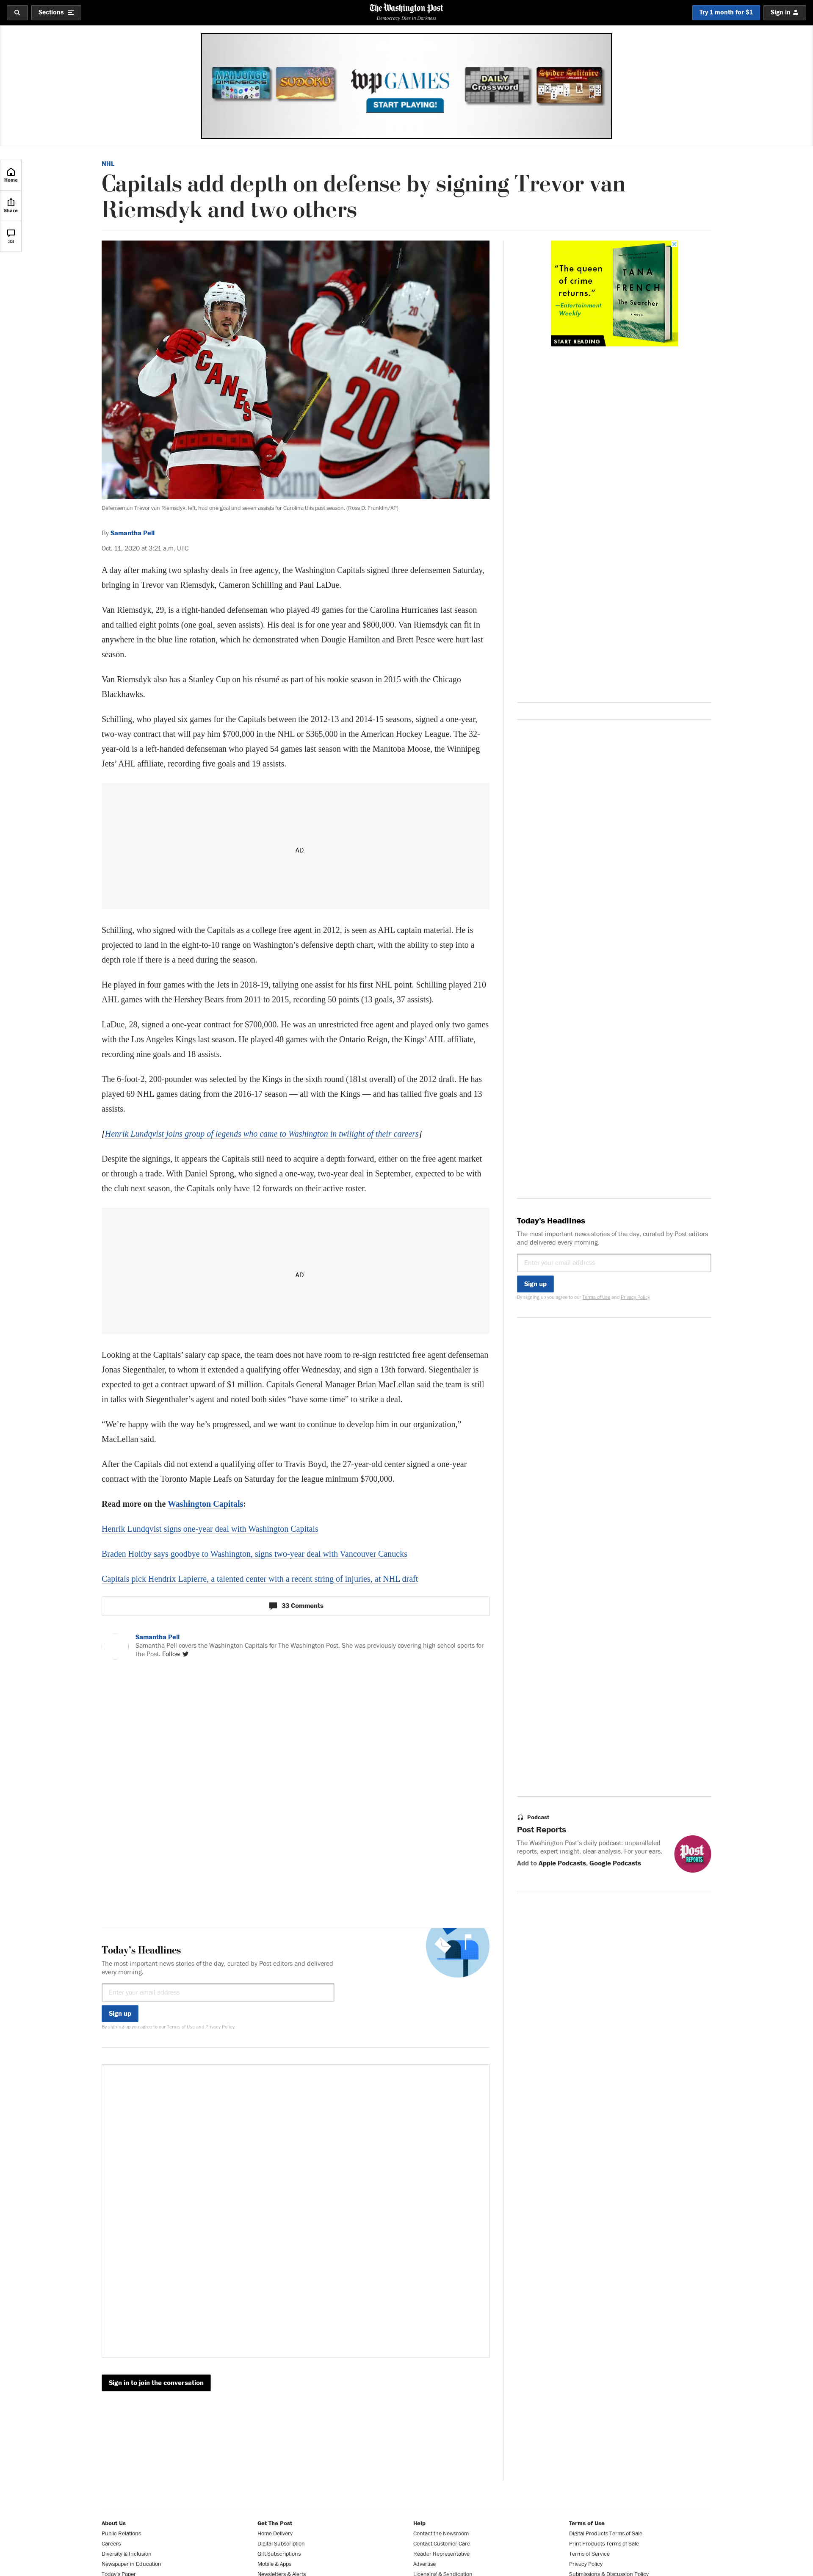 Sections
The Washington Post
Democracy Dies in Darkness
Try 1 month for $1
Sign in
MAHJONGG
DIMENSIONS
SUDOKU
wp GAMES
START PLAYING!
DAILY
Crossword
Spider Solitaire
Home
Share
33
NHL
Capitals add depth on defense by signing Trevor van
Riemsdyk and two others
CANES
AHO
20
20
Defenseman Trevor van Riemsdyk, left, had one goal and seven assists for Carolina this past season. (Ross D. Franklin/AP)
By Samantha Pell
Oct. 11, 2020 at 3:21 a.m. UTC
A day after making two splashy deals in free agency, the Washington Capitals signed three defensemen Saturday,
bringing in Trevor van Riemsdyk, Cameron Schilling and Paul LaDue.
Van Riemsdyk, 29, is a right-handed defenseman who played 49 games for the Carolina Hurricanes last season
and tallied eight points (one goal, seven assists). His deal is for one year and $800,000. Van Riemsdyk can fit in
anywhere in the blue line rotation, which he demonstrated when Dougie Hamilton and Brett Pesce were hurt last
season.
Van Riemsdyk also has a Stanley Cup on his résumé as part of his rookie season in 2015 with the Chicago
Blackhawks.
Schilling, who played six games for the Capitals between the 2012-13 and 2014-15 seasons, signed a one-year,
two-way contract that will pay him $700,000 in the NHL or $365,000 in the American Hockey League. The 32-
year-old is a left-handed defenseman who played 54 games last season with the Manitoba Moose, the Winnipeg
Jets’ AHL affiliate, recording five goals and 19 assists.
AD
Schilling, who signed with the Capitals as a college free agent in 2012, is seen as AHL captain material. He is
projected to land in the eight-to-10 range on Washington’s defensive depth chart, with the ability to step into a
depth role if there is a need during the season.
He played in four games with the Jets in 2018-19, tallying one assist for his first NHL point. Schilling played 210
AHL games with the Hershey Bears from 2011 to 2015, recording 50 points (13 goals, 37 assists).
LaDue, 28, signed a one-year contract for $700,000. He was an unrestricted free agent and played only two games
with the Los Angeles Kings last season. He played 48 games with the Ontario Reign, the Kings’ AHL affiliate,
recording nine goals and 18 assists.
The 6-foot-2, 200-pounder was selected by the Kings in the sixth round (181st overall) of the 2012 draft. He has
played 69 NHL games dating from the 2016-17 season — all with the Kings — and has tallied five goals and 13
assists.
[Henrik Lundqvist joins group of legends who came to Washington in twilight of their careers]
Despite the signings, it appears the Capitals still need to acquire a depth forward, either on the free agent market
or through a trade. With Daniel Sprong, who signed a one-way, two-year deal in September, expected to be with
the club next season, the Capitals only have 12 forwards on their active roster.
AD
Looking at the Capitals’ salary cap space, the team does not have room to re-sign restricted free agent defenseman
Jonas Siegenthaler, to whom it extended a qualifying offer Wednesday, and sign a 13th forward. Siegenthaler is
expected to get a contract upward of $1 million. Capitals General Manager Brian MacLellan said the team is still
in talks with Siegenthaler’s agent and noted both sides “have some time” to strike a deal.
“We’re happy with the way he’s progressed, and we want to continue to develop him in our organization,”
MacLellan said.
After the Capitals did not extend a qualifying offer to Travis Boyd, the 27-year-old center signed a one-year
contract with the Toronto Maple Leafs on Saturday for the league minimum $700,000.
Read more on the Washington Capitals:
Henrik Lundqvist signs one-year deal with Washington Capitals
Braden Holtby says goodbye to Washington, signs two-year deal with Vancouver Canucks
Capitals pick Hendrix Lapierre, a talented center with a recent string of injuries, at NHL draft
33 Comments
Samantha Pell
Samantha Pell covers the Washington Capitals for The Washington Post. She was previously covering high school sports for
the Post. Follow
Today’s Headlines
The most important news stories of the day, curated by Post editors and delivered
every morning.
Enter your email address
Sign up
By signing up you agree to our Terms of Use and Privacy Policy
Sign in to join the conversation
“The queen
of crime
returns.”
—Entertainment
Weekly
TANA
FRENCH
The Searcher
A NOVEL
START READING
Today’s Headlines
The most important news stories of the day, curated by Post editors
and delivered every morning.
Enter your email address
Sign up
By signing up you agree to our Terms of Use and Privacy Policy
Podcast
Post Reports
The Washington Post’s daily podcast: unparalleled
reports, expert insight, clear analysis. For your ears.
Add to Apple Podcasts, Google Podcasts
Post
REPORTS
About Us
Public Relations
Careers
Diversity & Inclusion
Newspaper in Education
Today’s Paper
Get The Post
Home Delivery
Digital Subscription
Gift Subscriptions
Mobile & Apps
Newsletters & Alerts
Help
Contact the Newsroom
Contact Customer Care
Reader Representative
Advertise
Licensing & Syndication
Terms of Use
Digital Products Terms of Sale
Print Products Terms of Sale
Terms of Service
Privacy Policy
Submissions & Discussion Policy